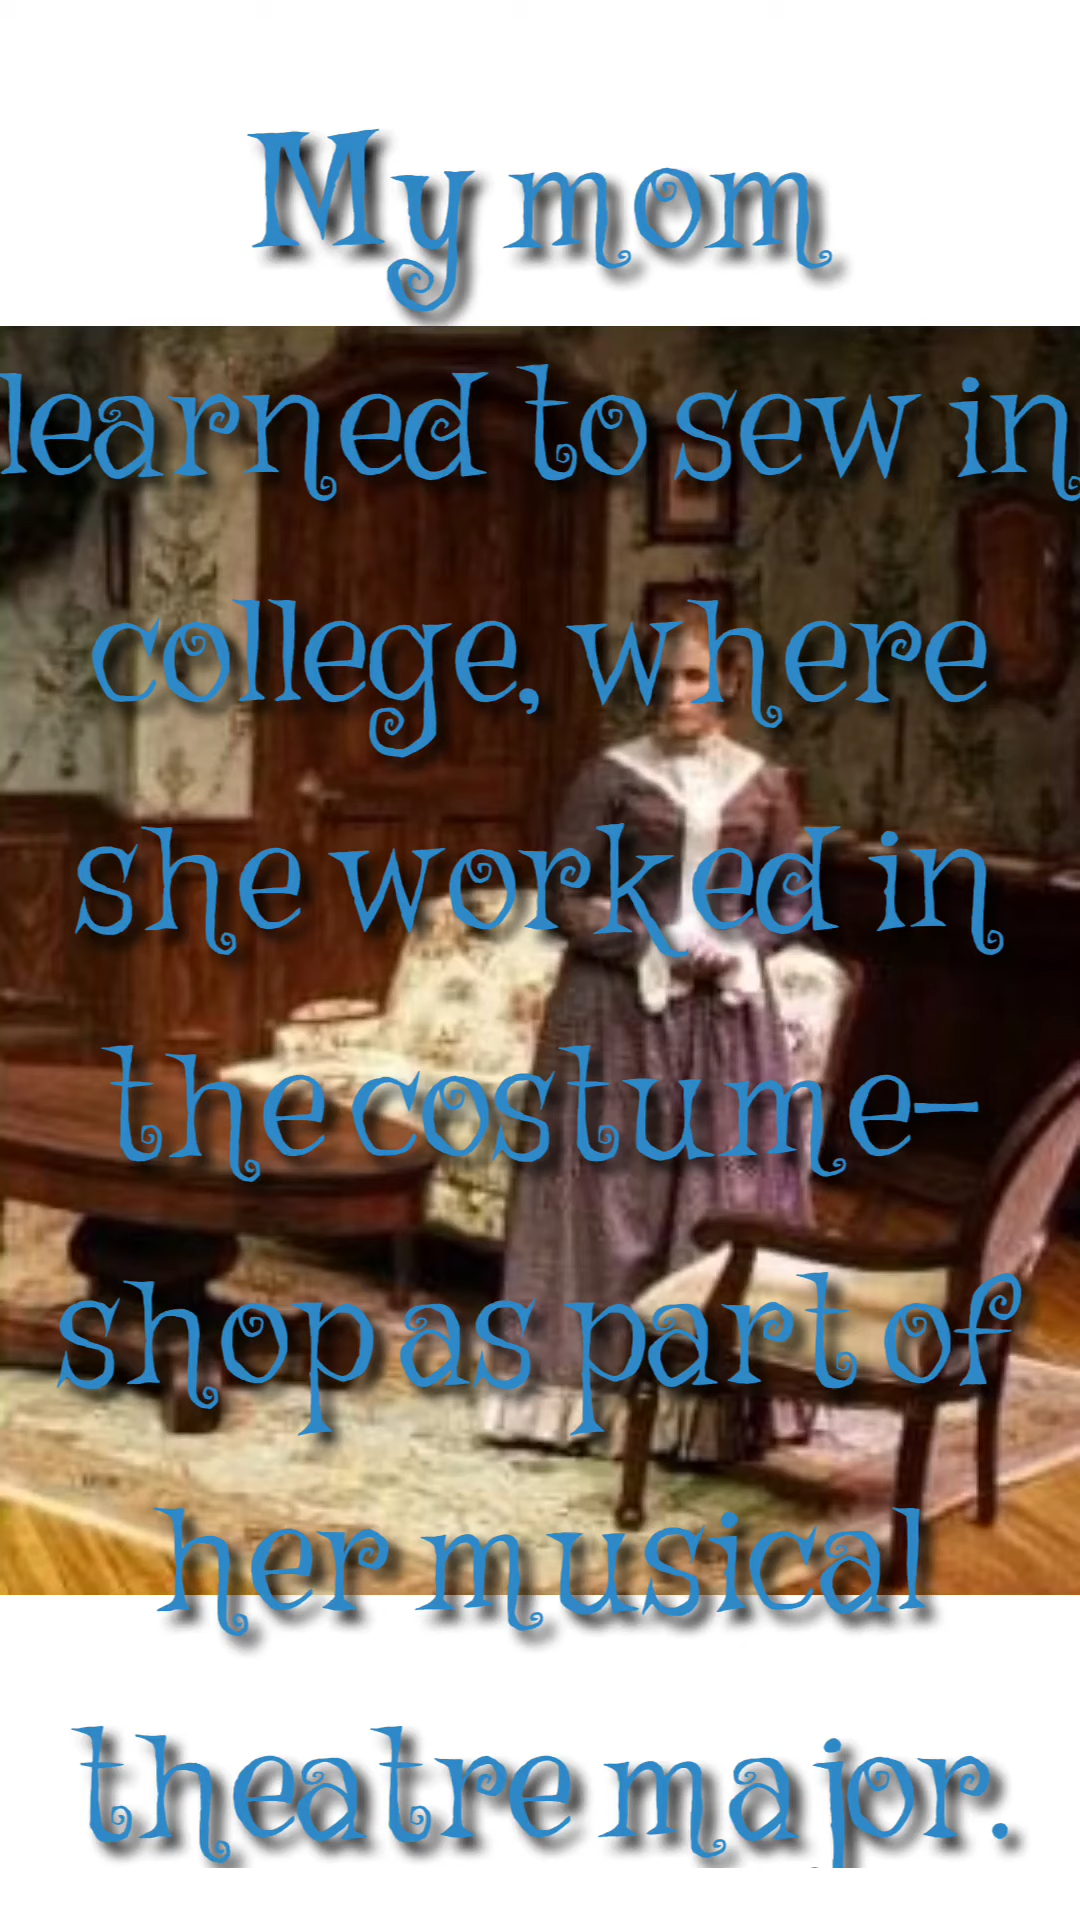 My mom
learned to sew in
college, where
she worked in
the costume-
shop as part of
her musical
theatre major.